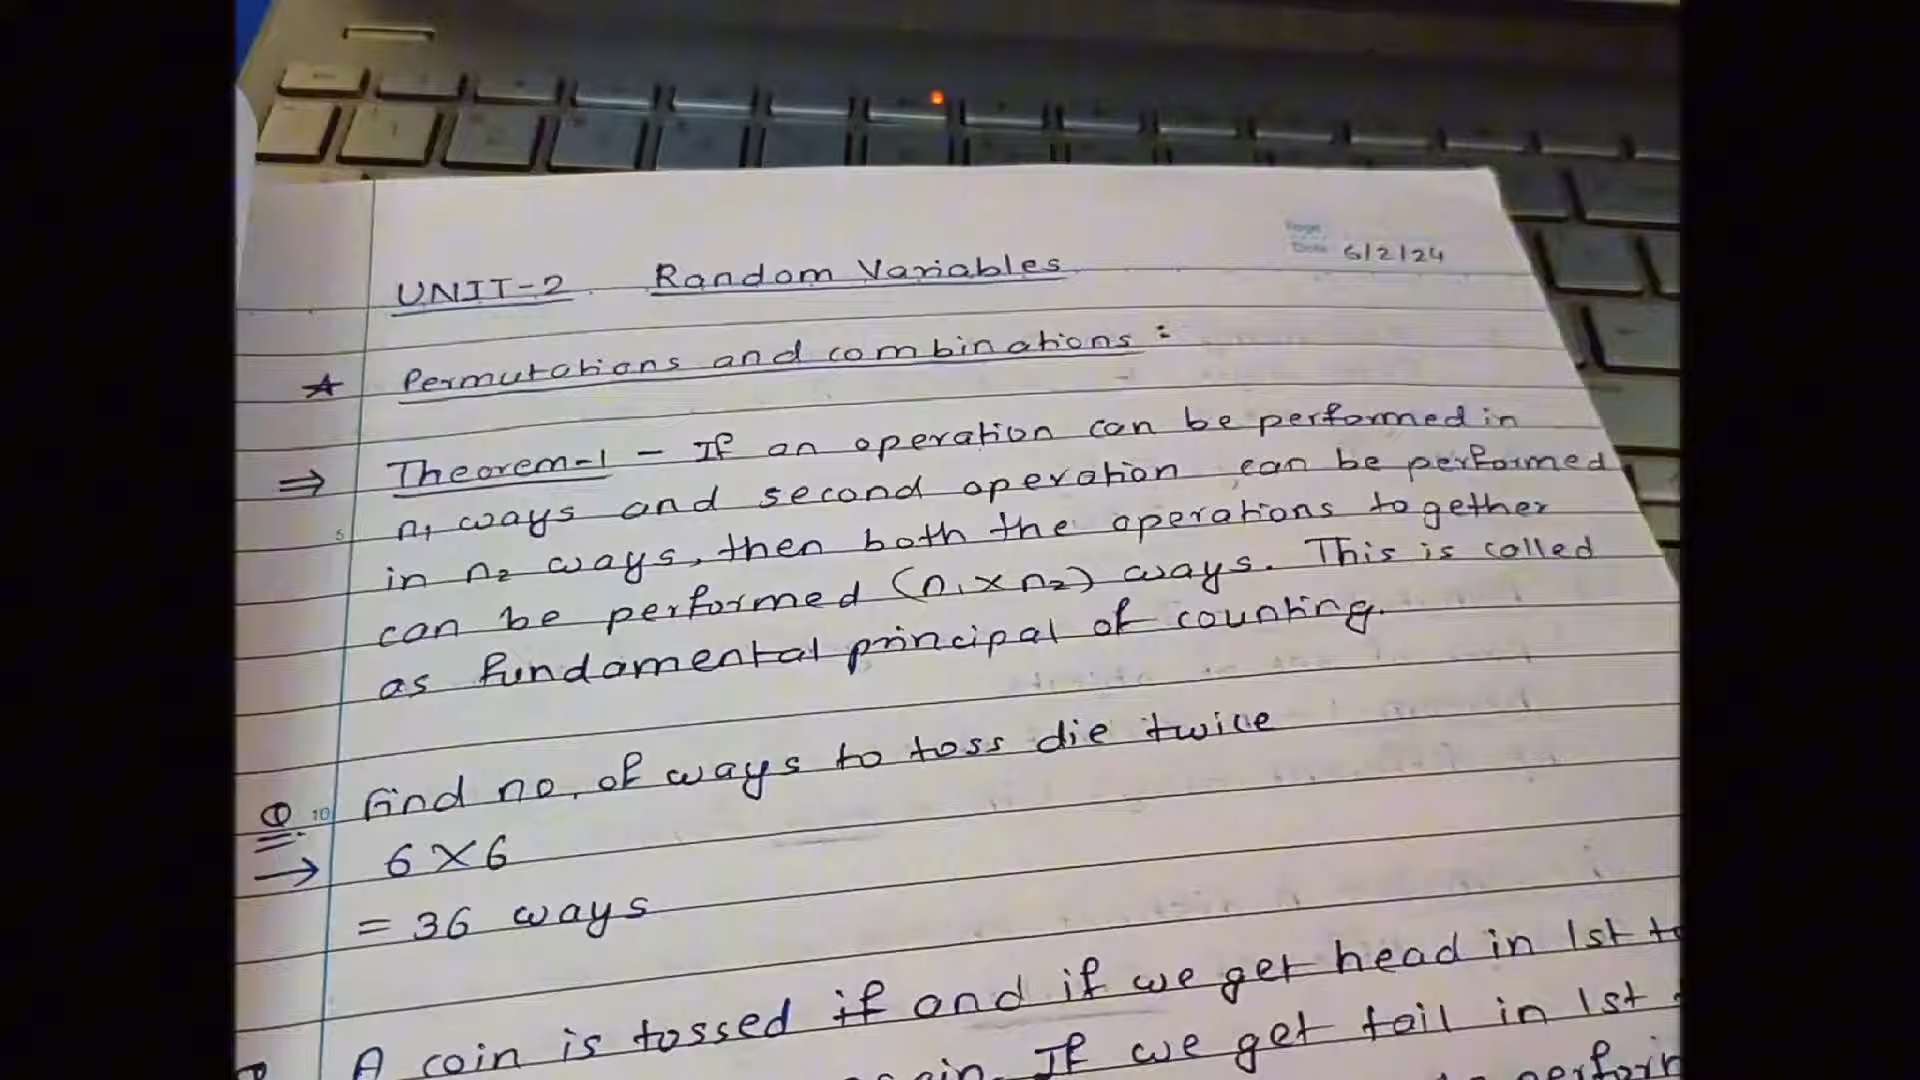 Page
Date 6/2/24
UNIT-2 Random Variables
☆ Permutations and combinations :
⇒ Theorem-1 - If an operation can be performed in
5 n₁ ways and second operation can be performed
in n₂ ways, then both the operations together
can be performed (n₁ x n₂) ways. This is called
as fundamental principal of counting.
Q. 10 Find no. of ways to toss die twice
→ 6 X 6
= 36 ways
A coin is tossed if and if we get head in 1st
If we get tail in 1st